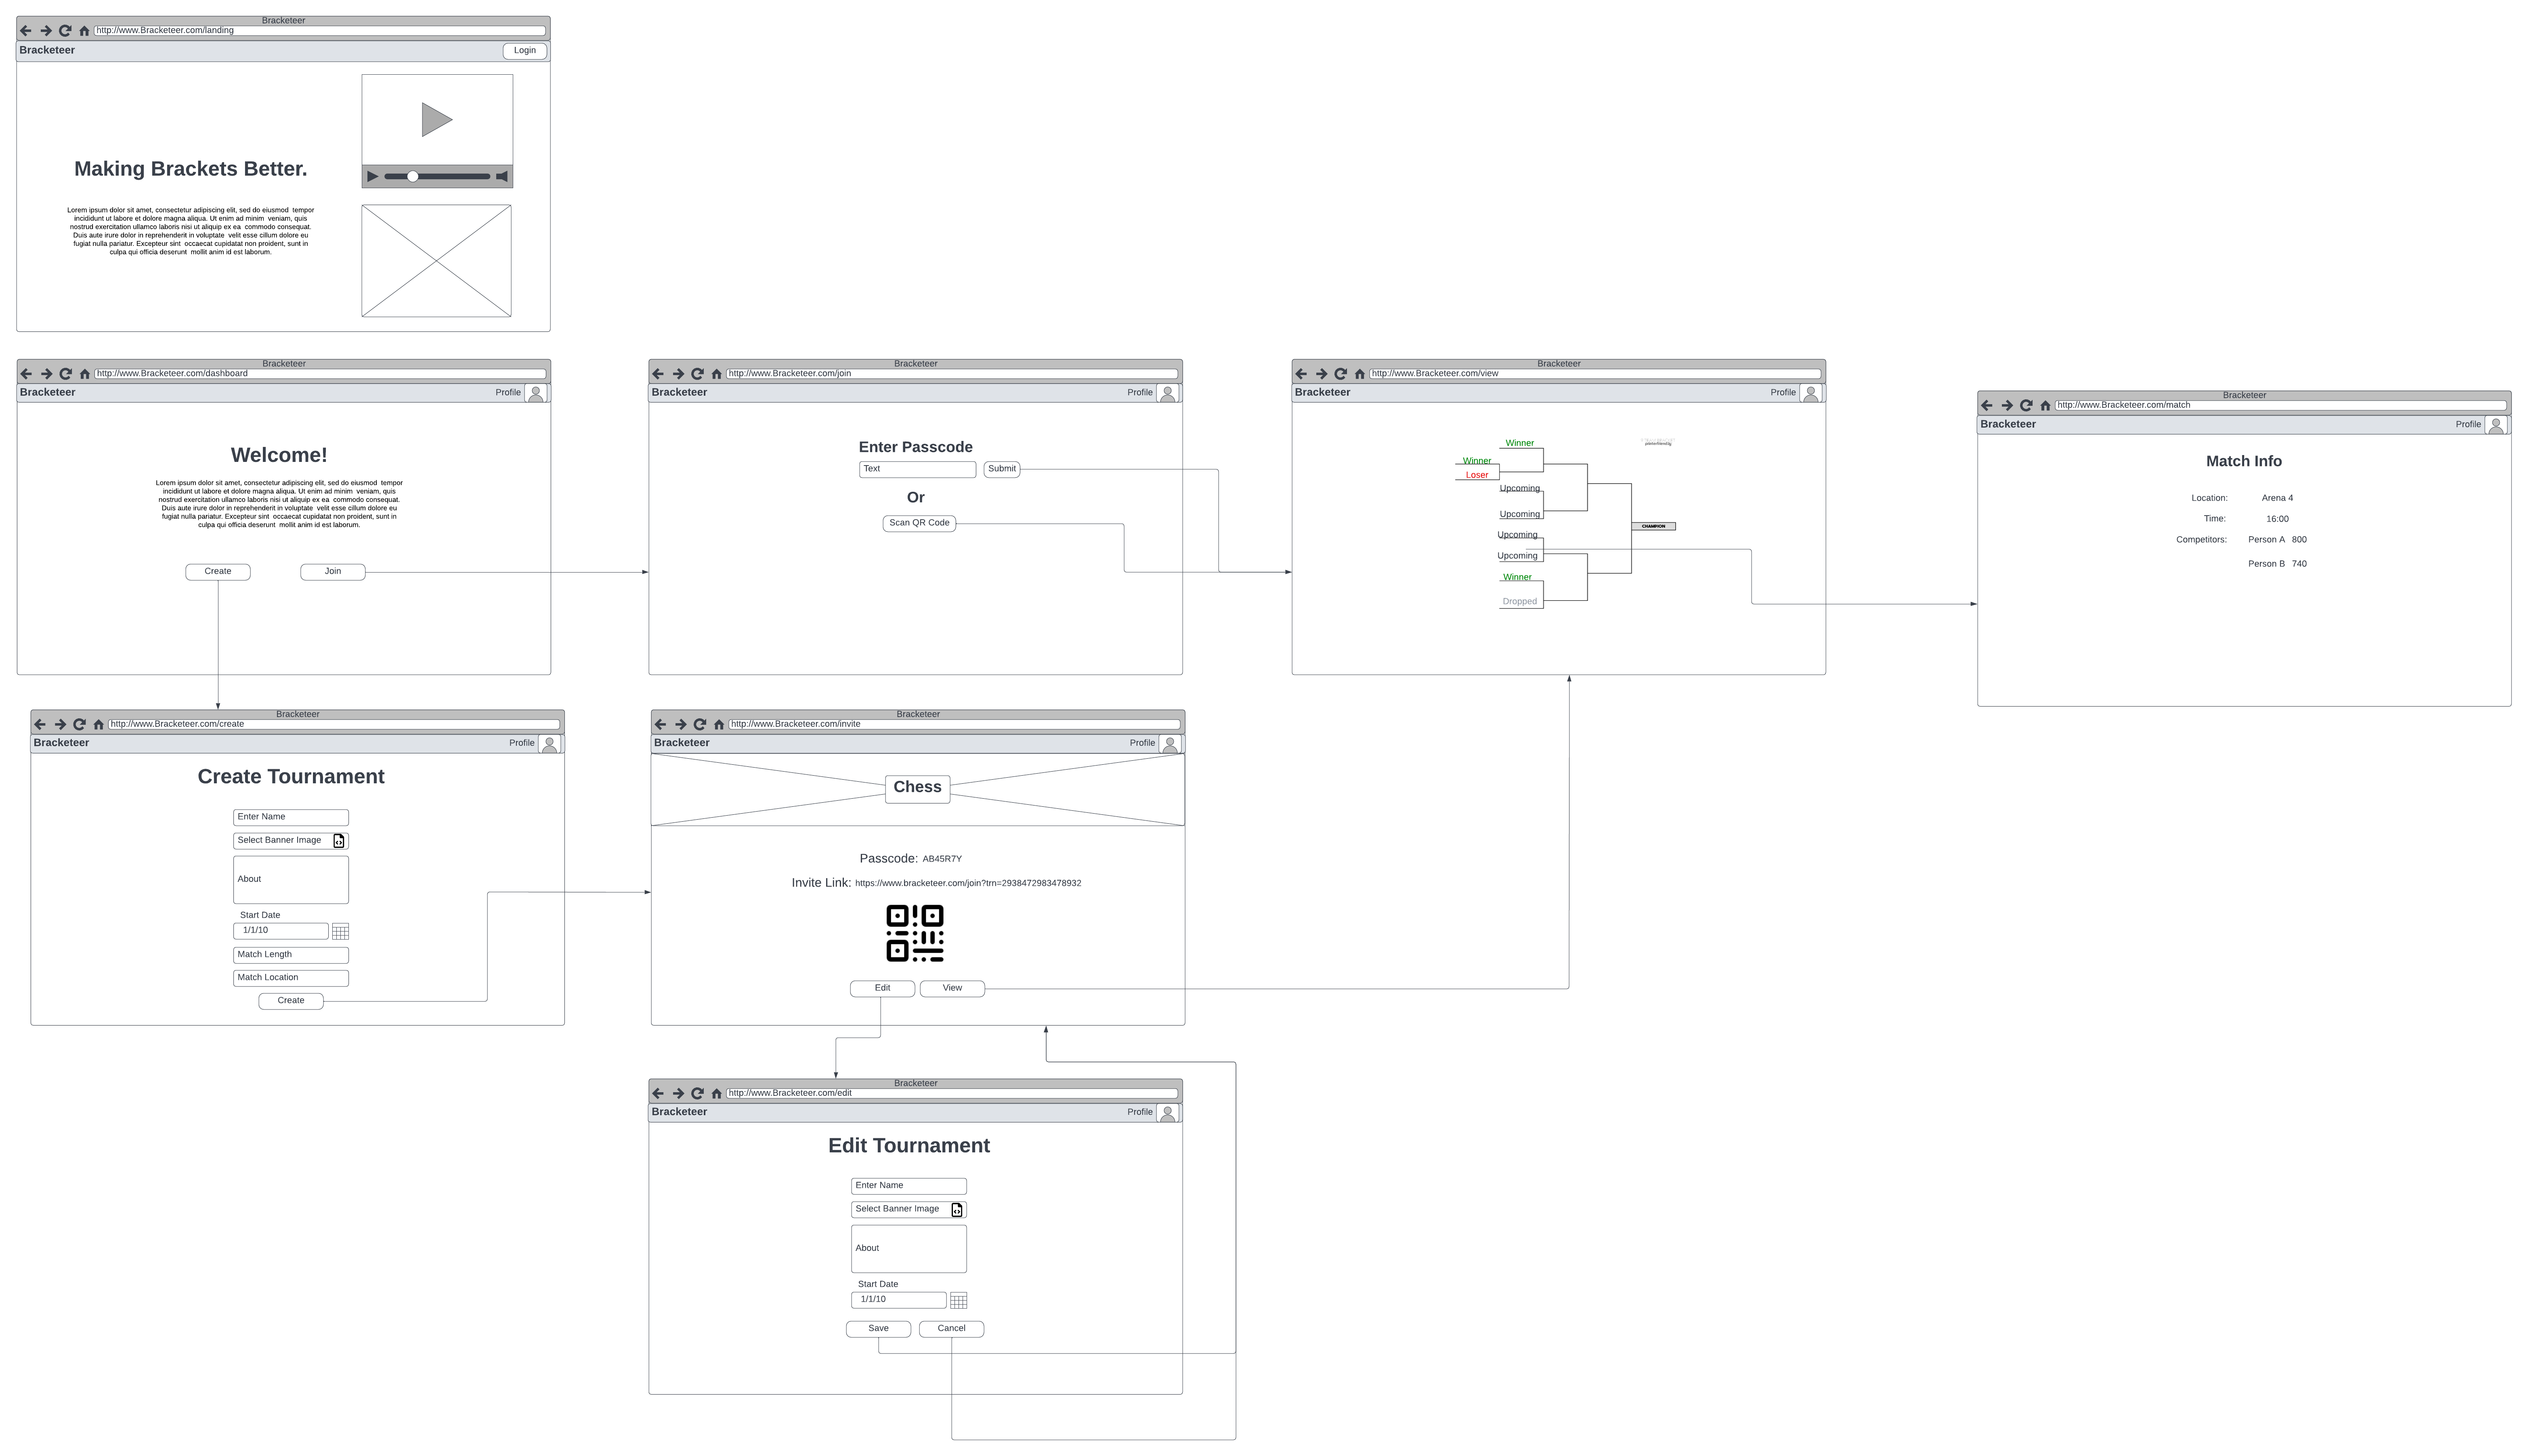 Bracketeer
http://www.Bracketeer.com/landing
Bracketeer
Login
Making Brackets Better.
Lorem ipsum dolor sit amet, consectetur adipiscing elit, sed do eiusmod tempor
incididunt ut labore et dolore magna aliqua. Ut enim ad minim veniam, quis
nostrud exercitation ullamco laboris nisi ut aliquip ex ea commodo consequat.
Duis aute irure dolor in reprehenderit in voluptate velit esse cillum dolore eu
fugiat nulla pariatur. Excepteur sint occaecat cupidatat non proident, sunt in
culpa qui officia deserunt mollit anim id est laborum.
Bracketeer
http://www.Bracketeer.com/dashboard
Bracketeer
Profile
Welcome!
Lorem ipsum dolor sit amet, consectetur adipiscing elit, sed do eiusmod tempor
incididunt ut labore et dolore magna aliqua. Ut enim ad minim veniam, quis
nostrud exercitation ullamco laboris nisi ut aliquip ex ea commodo consequat.
Duis aute irure dolor in reprehenderit in voluptate velit esse cillum dolore eu
fugiat nulla pariatur. Excepteur sint occaecat cupidatat non proident, sunt in
culpa qui officia deserunt mollit anim id est laborum.
Create
Join
Bracketeer
http://www.Bracketeer.com/join
Bracketeer
Profile
Enter Passcode
Text
Submit
Or
Scan QR Code
Bracketeer
http://www.Bracketeer.com/view
Bracketeer
Profile
Winner
Winner
Loser
Upcoming
Upcoming
Upcoming
Upcoming
Winner
Dropped
CHAMPION
Bracketeer
http://www.Bracketeer.com/match
Bracketeer
Profile
Match Info
Location: Arena 4
Time: 16:00
Competitors: Person A 800
Person B 740
Bracketeer
http://www.Bracketeer.com/create
Bracketeer
Profile
Create Tournament
Enter Name
Select Banner Image
About
Start Date
1/1/10
Match Length
Match Location
Create
Bracketeer
http://www.Bracketeer.com/invite
Bracketeer
Profile
Chess
Passcode: AB45R7Y
Invite Link: https://www.bracketeer.com/join?trn=2938472983478932
Edit
View
Bracketeer
http://www.Bracketeer.com/edit
Bracketeer
Profile
Edit Tournament
Enter Name
Select Banner Image
About
Start Date
1/1/10
Save
Cancel